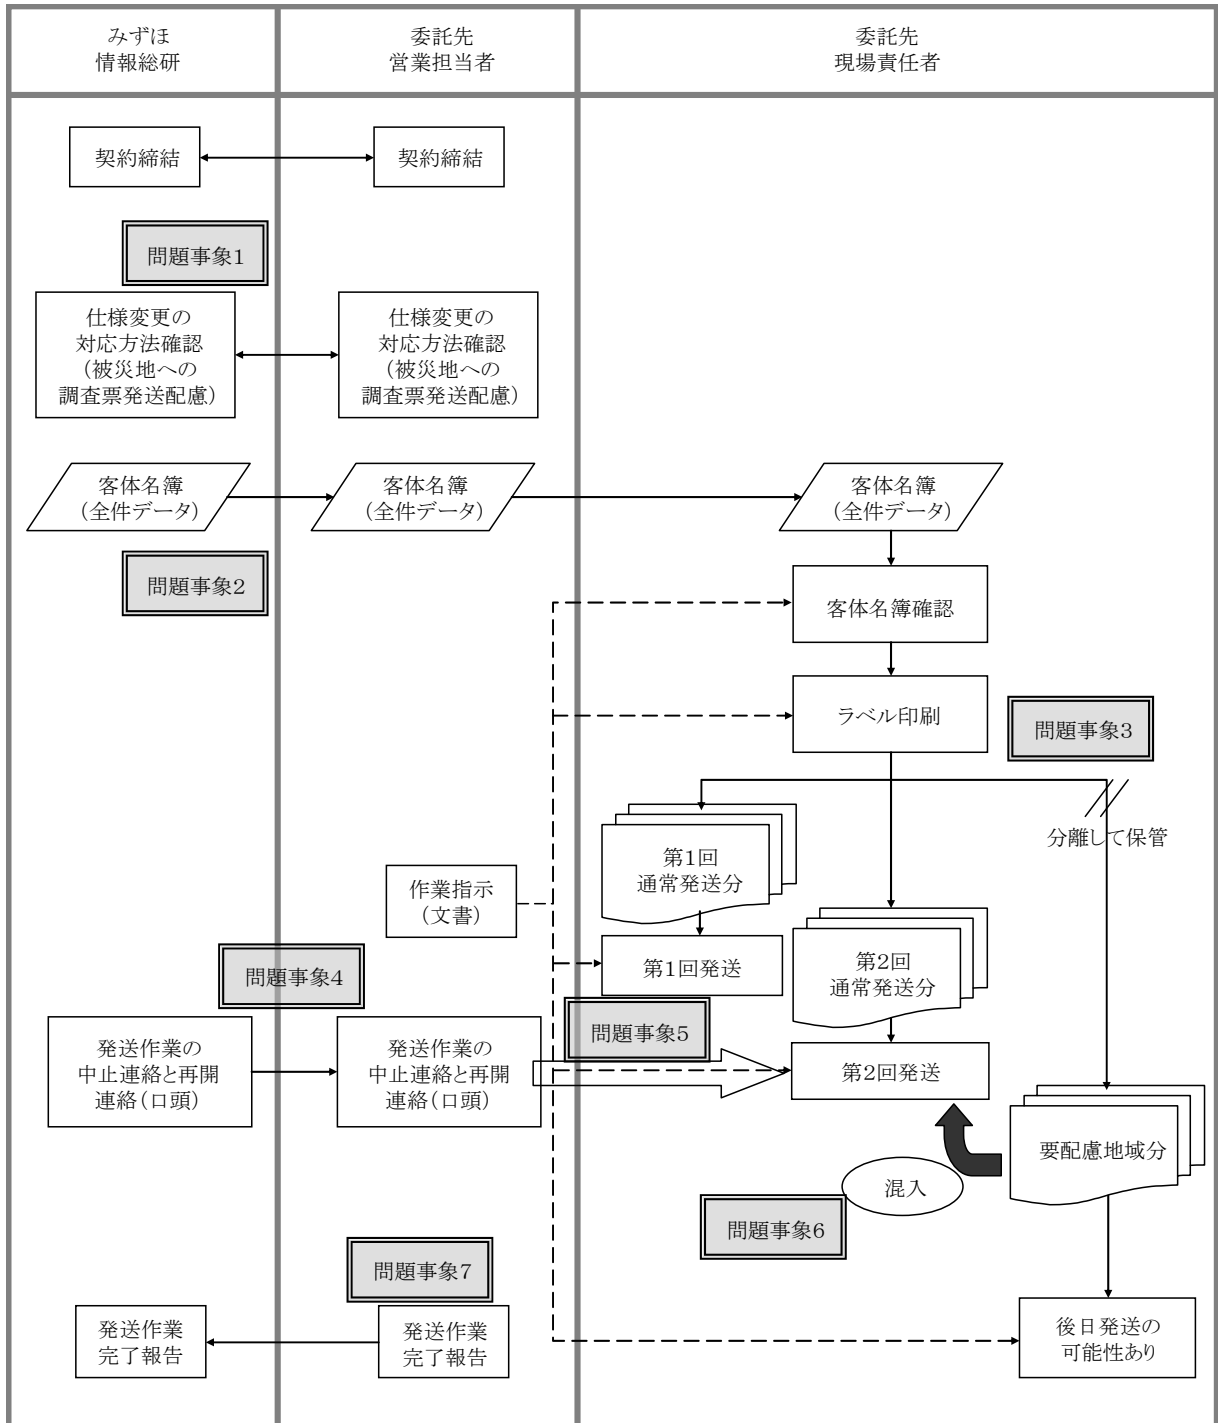 みずほ
情報総研
委託先
営業担当者
委託先
現場責任者
契約締結
契約締結
問題事象1
仕様変更の
対応方法確認
(被災地への
調査票発送配慮)
仕様変更の
対応方法確認
(被災地への
調査票発送配慮)
客体名簿
(全件データ)
客体名簿
(全件データ)
客体名簿
(全件データ)
問題事象2
客体名簿確認
ラベル印刷
問題事象3
分離して保管
第1回
通常発送分
作業指示
(文書)
第1回発送
第2回
通常発送分
問題事象4
問題事象5
発送作業の
中止連絡と再開
連絡(口頭)
発送作業の
中止連絡と再開
連絡(口頭)
第2回発送
要配慮地域分
混入
問題事象6
問題事象7
発送作業
完了報告
発送作業
完了報告
後日発送の
可能性あり